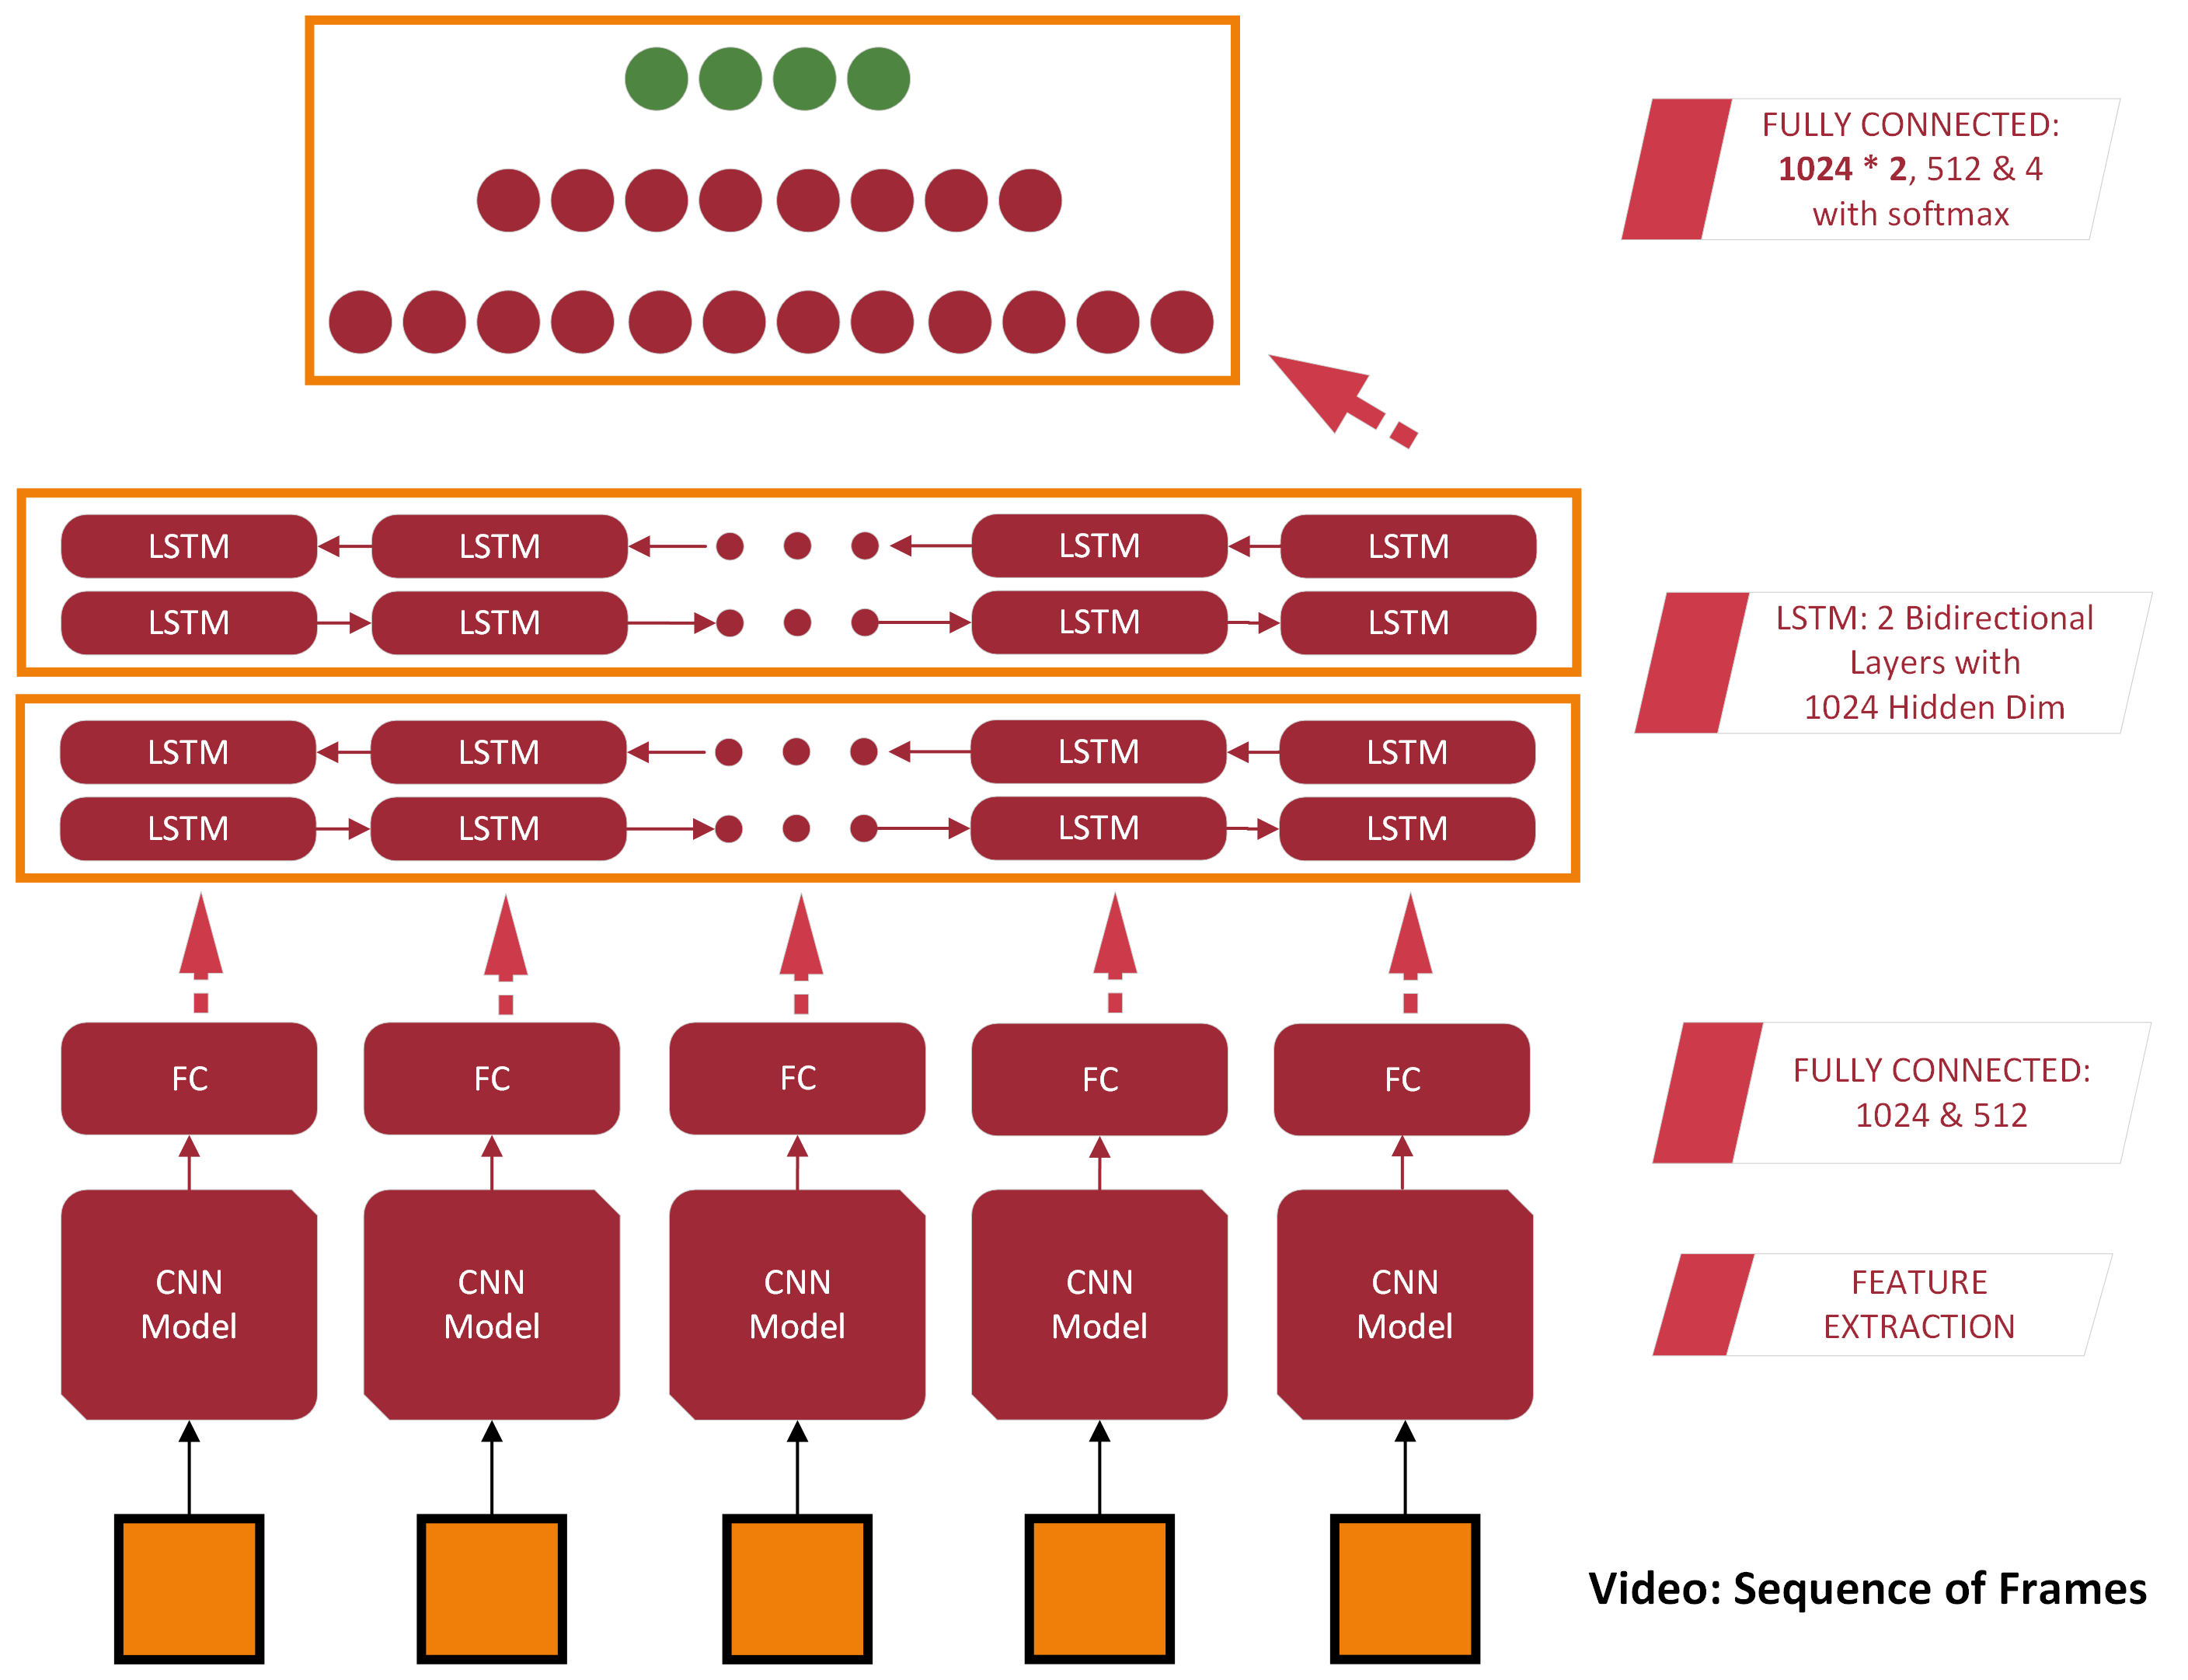 FULLY CONNECTED:
1024 * 2, 512 & 4
with softmax
LSTM LSTM LSTM LSTM
LSTM LSTM LSTM LSTM
LSTM: 2 Bidirectional
Layers with
1024 Hidden Dim
LSTM LSTM LSTM LSTM
LSTM LSTM LSTM LSTM
FC FC FC FC FC
FULLY CONNECTED:
1024 & 512
CNN CNN CNN CNN CNN
Model Model Model Model Model
FEATURE
EXTRACTION
Video: Sequence of Frames